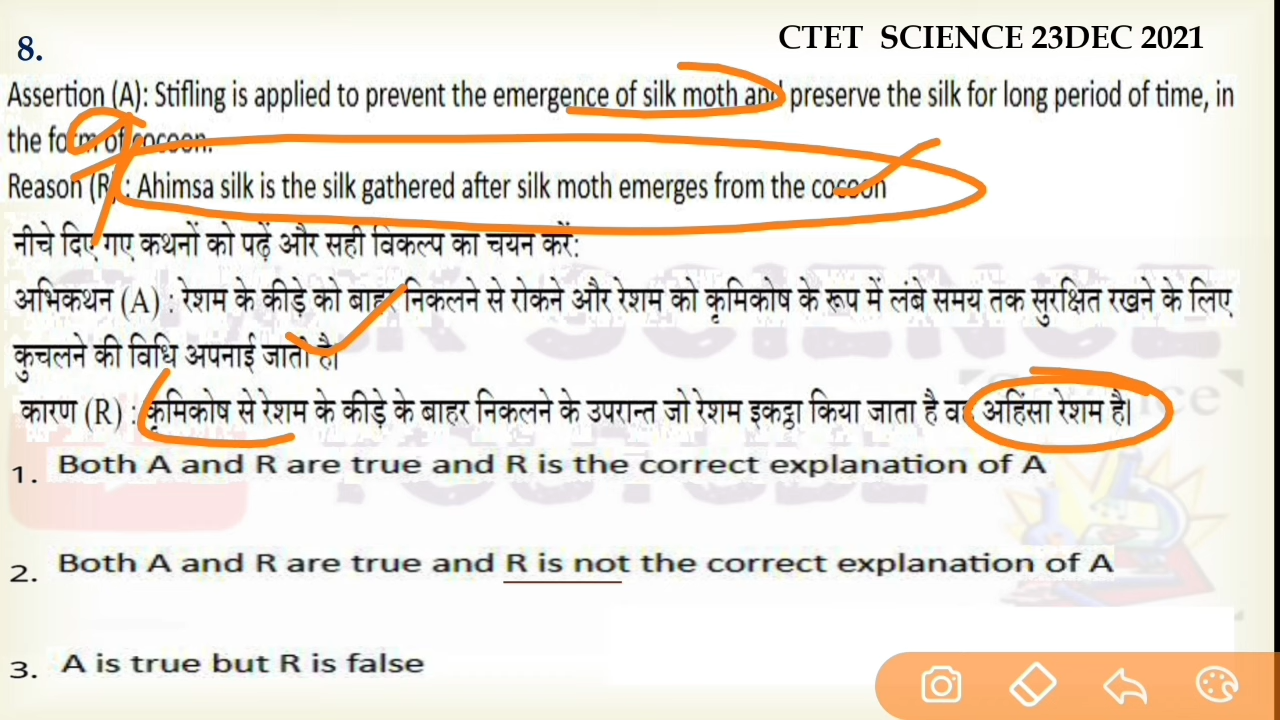 CTET SCIENCE 23DEC 2021
8.
Assertion (A): Stifling is applied to prevent the emergence of silk moth and preserve the silk for long period of time, in
the form of cocoon.
Reason (R) : Ahimsa silk is the silk gathered after silk moth emerges from the cocoon
नीचे दिए गए कथनों को पढ़ें और सही विकल्प का चयन करें:
अभिकथन (A) : रेशम के कीड़े को बाहर निकलने से रोकने और रेशम को कृमिकोष के रूप में लंबे समय तक सुरक्षित रखने के लिए
कुचलने की विधि अपनाई जाती है।
कारण (R) : कृमिकोष से रेशम के कीड़े के बाहर निकलने के उपरान्त जो रेशम इकट्ठा किया जाता है वह अहिंसा रेशम है।
1. Both A and R are true and R is the correct explanation of A
2. Both A and R are true and R is not the correct explanation of A
3. A is true but R is false